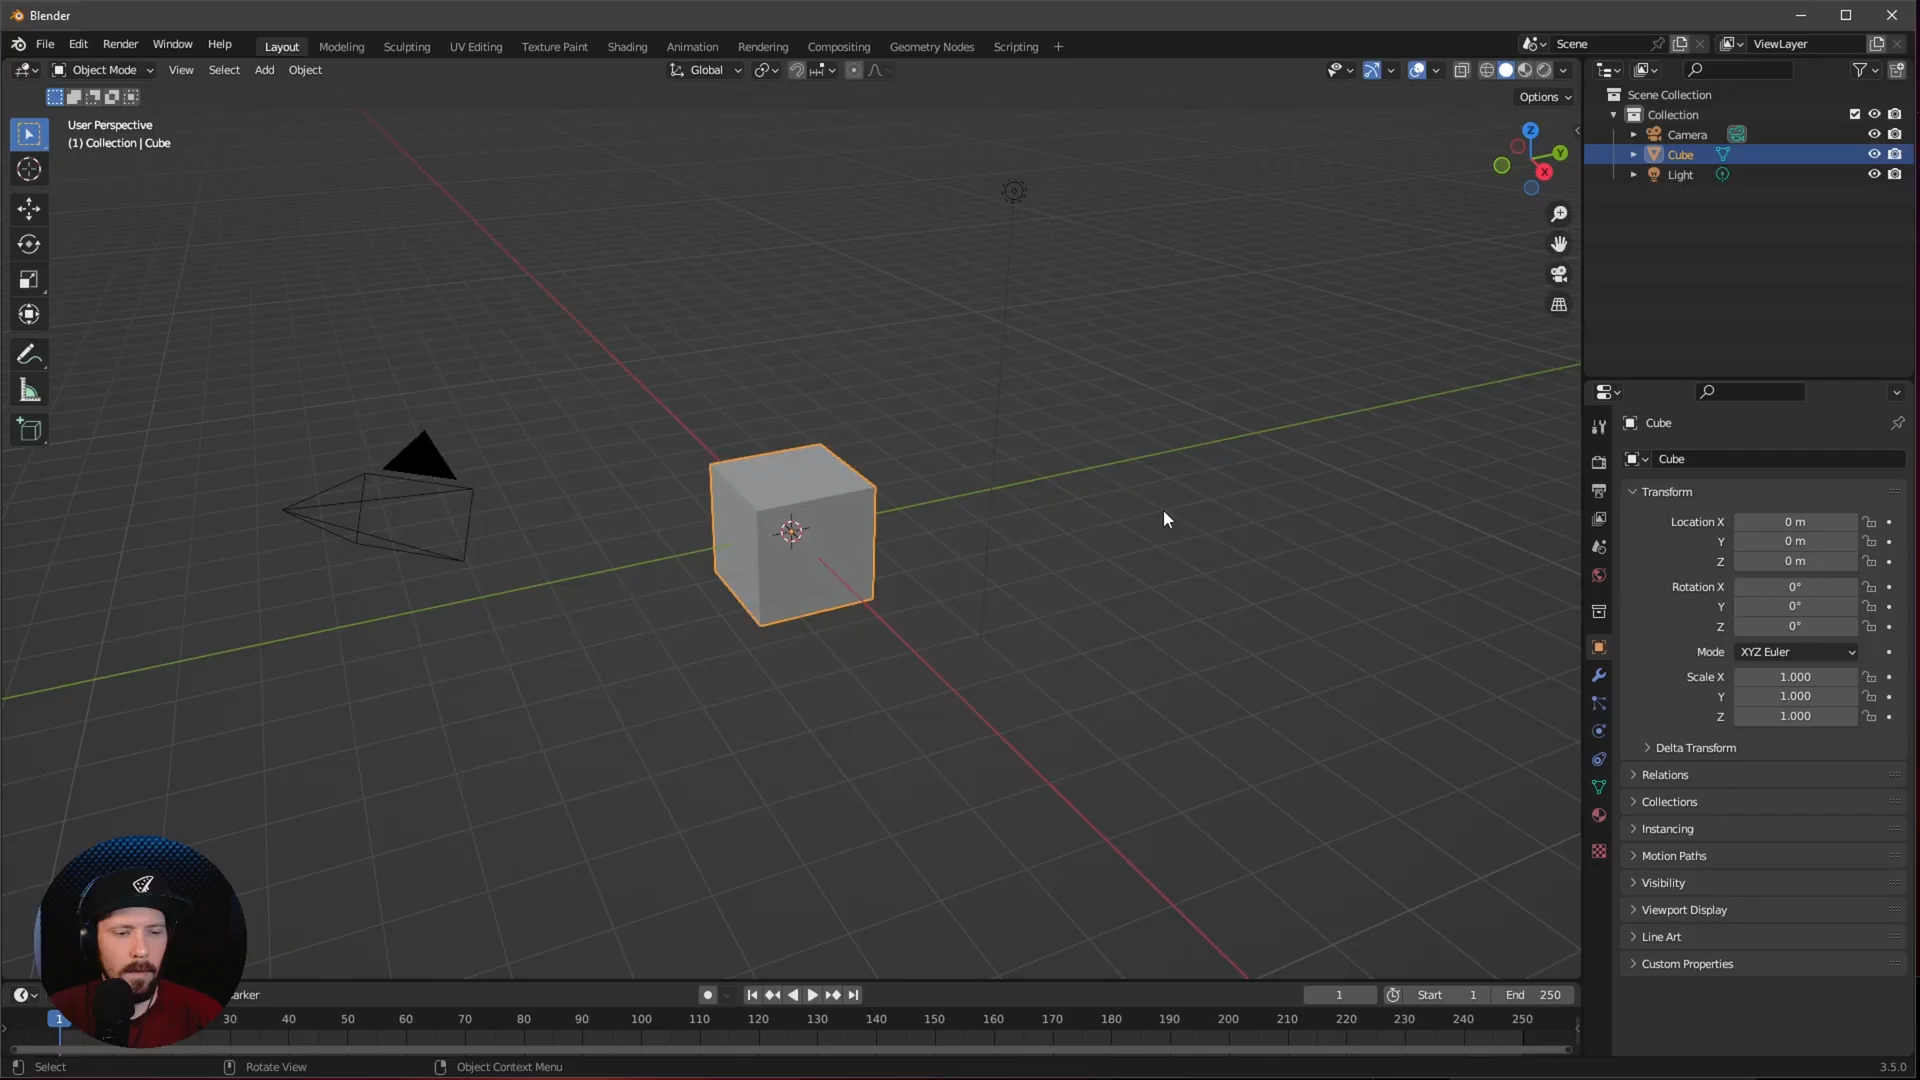 Blender
File Edit Render Window Help Layout Modeling Sculpting UV Editing Texture Paint Shading Animation Rendering Compositing Geometry Nodes Scripting + Scene ViewLayer
Object Mode View Select Add Object Global
Options
User Perspective
(1) Collection | Cube
Z
Y
X
Scene Collection
Collection
Camera
Cube
Light
Cube
Cube
Transform
Location X 0 m
Y 0 m
Z 0 m
Rotation X 0°
Y 0°
Z 0°
Mode XYZ Euler
Scale X 1.000
Y 1.000
Z 1.000
Delta Transform
Relations
Collections
Instancing
Motion Paths
Visibility
Viewport Display
Line Art
Custom Properties
arker 1 Start 1 End 250
1 30 40 50 60 70 80 90 100 110 120 130 140 150 160 170 180 190 200 210 220 230 240 250
Select Rotate View Object Context Menu 3.5.0